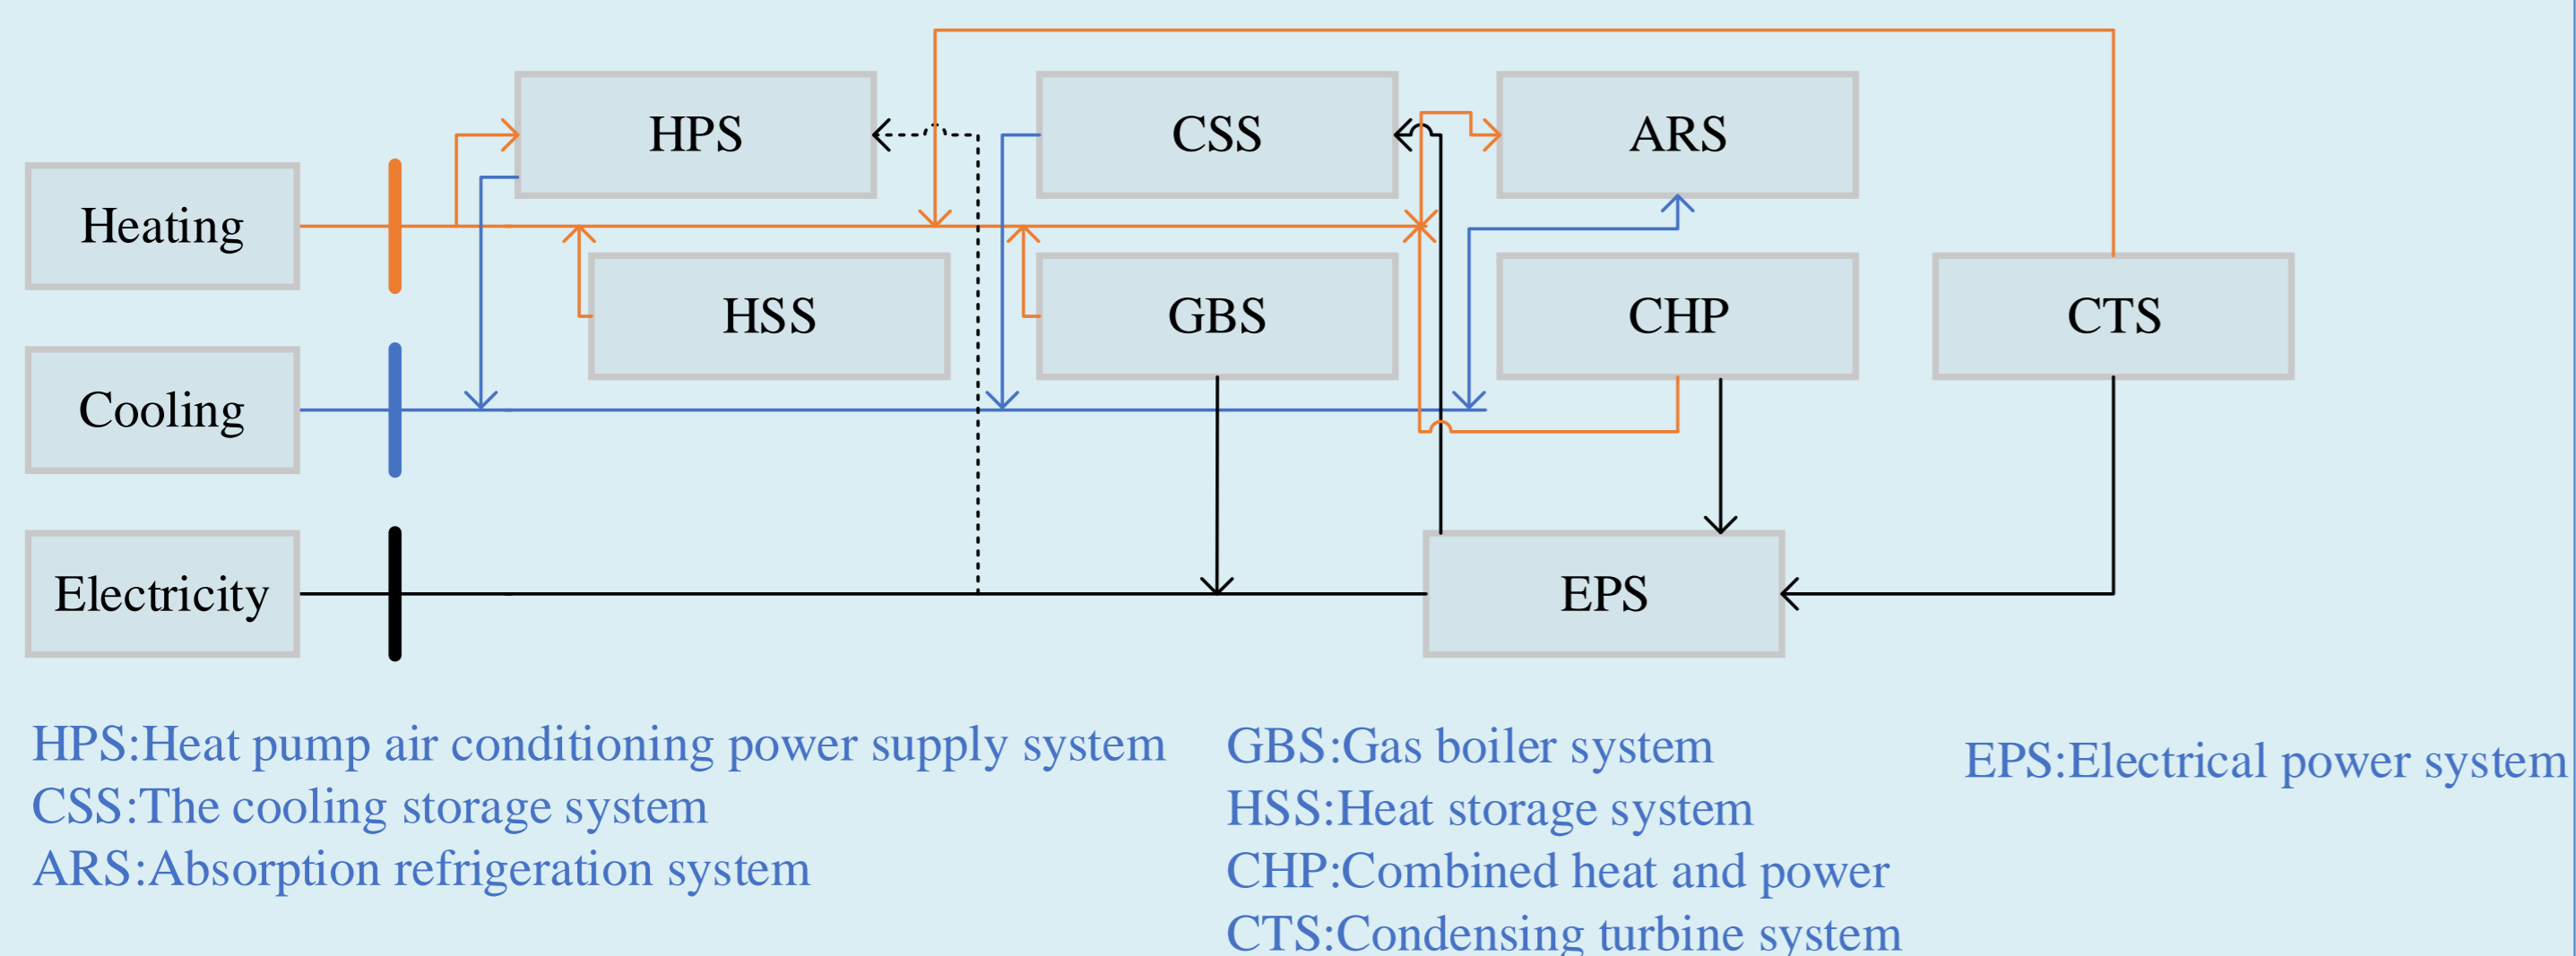 HPS
CSS
ARS
Heating
HSS
GBS
CHP
CTS
Cooling
Electricity
EPS
HPS:Heat pump air conditioning power supply system
CSS:The cooling storage system
ARS:Absorption refrigeration system
GBS:Gas boiler system
HSS:Heat storage system
CHP:Combined heat and power
CTS:Condensing turbine system
EPS:Electrical power system